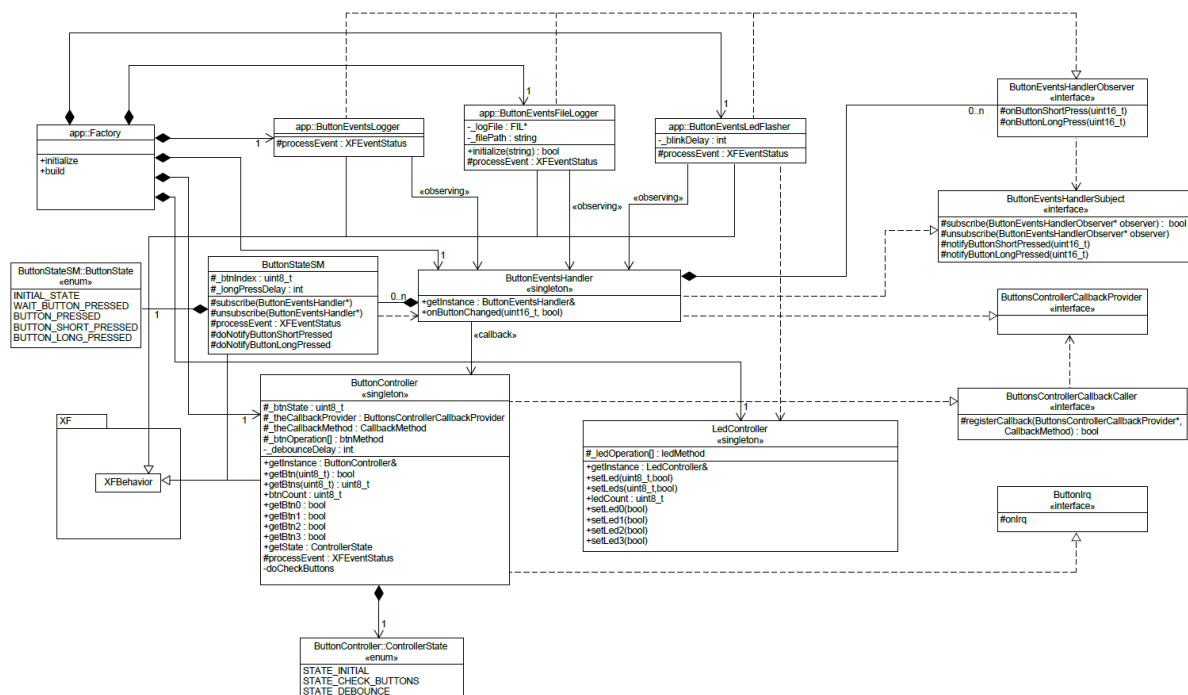 app::Factory
+initialize
+build
1
app::ButtonEventsLogger
#processEvent : XFEventStatus
1
app::ButtonEventsFileLogger
-_logFile : FIL*
-_filePath : string
+initialize(string) : bool
#processEvent : XFEventStatus
1
app::ButtonEventsLedFlasher
-_blinkDelay : int
#processEvent : XFEventStatus
0..n
ButtonEventsHandlerObserver
«interface»
#onButtonShortPress(uint16_t)
#onButtonLongPress(uint16_t)
«observing»
«observing»
«observing»
ButtonEventsHandlerSubject
«interface»
#subscribe(ButtonEventsHandlerObserver* observer) : bool
#unsubscribe(ButtonEventsHandlerObserver* observer)
#notifyButtonShortPressed(uint16_t)
#notifyButtonLongPressed(uint16_t)
ButtonStateSM::ButtonState
«enum»
INITIAL_STATE
WAIT_BUTTON_PRESSED
BUTTON_PRESSED
BUTTON_SHORT_PRESSED
BUTTON_LONG_PRESSED
1
ButtonStateSM
#_btnIndex : uint8_t
#_longPressDelay : int
#subscribe(ButtonEventsHandler*)
#unsubscribe(ButtonEventsHandler*)
#processEvent : XFEventStatus
#doNotifyButtonShortPressed
#doNotifyButtonLongPressed
0..n
1
ButtonEventsHandler
«singleton»
+getInstance : ButtonEventsHandler&
+onButtonChanged(uint16_t, bool)
«callback»
ButtonsControllerCallbackProvider
«interface»
ButtonController
«singleton»
#_btnState : uint8_t
#_theCallbackProvider : ButtonsControllerCallbackProvider
#_theCallbackMethod : CallbackMethod
#_btnOperation[] : btnMethod
-_debounceDelay : int
+getInstance : ButtonController&
+getBtn(uint8_t) : bool
+getBtns(uint8_t) : uint8_t
+btnCount : uint8_t
+getBtn0 : bool
+getBtn1 : bool
+getBtn2 : bool
+getBtn3 : bool
+getState : ControllerState
#processEvent : XFEventStatus
-doCheckButtons
1
1
LedController
«singleton»
#_ledOperation[] : ledMethod
+getInstance : LedController&
+setLed(uint8_t,bool)
+setLeds(uint8_t,bool)
+ledCount : uint8_t
+setLed0(bool)
+setLed1(bool)
+setLed2(bool)
+setLed3(bool)
ButtonsControllerCallbackCaller
«interface»
#registerCallback(ButtonsControllerCallbackProvider*,
CallbackMethod) : bool
XF
XFBehavior
ButtonIrq
«interface»
#onIrq
1
ButtonController::ControllerState
«enum»
STATE_INITIAL
STATE_CHECK_BUTTONS
STATE_DEBOUNCE